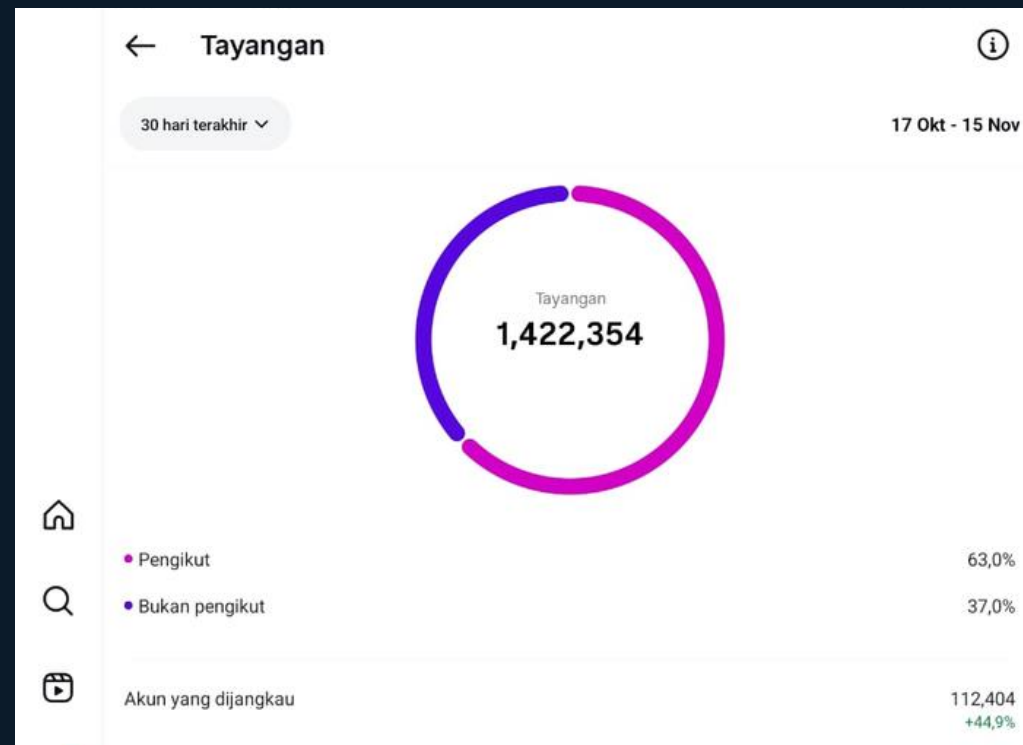 Tayangan
30 hari terakhir
17 Okt - 15 Nov
Tayangan
1,422,354
Pengikut 63,0%
Bukan pengikut 37,0%
Akun yang dijangkau 112,404
+44,9%